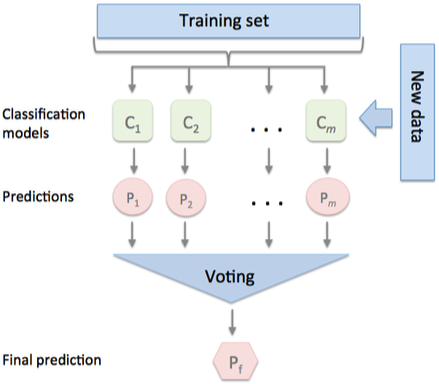 Training set
Classification models
C1 C2 ... Cm
New data
Predictions
P1 P2 ... Pm
Voting
Final prediction
Pf